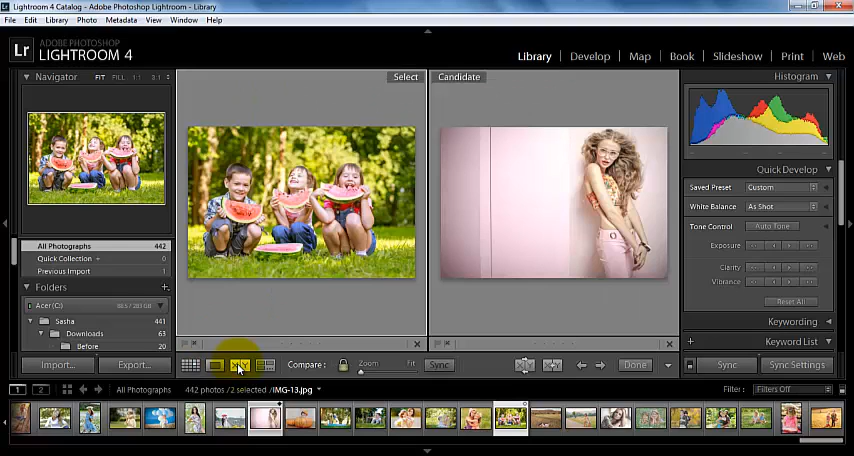 Lightroom 4 Catalog - Adobe Photoshop Lightroom - Library
File Edit Library Photo Metadata View Window Help
Lr ADOBE PHOTOSHOP
LIGHTROOM 4
Library | Develop | Map | Book | Slideshow | Print | Web
Navigator FIT FILL 1:1 3:1
Select
Candidate
Histogram
Quick Develop
Saved Preset Custom
White Balance As Shot
Tone Control Auto Tone
Exposure
Clarity
Vibrance
Reset All
Keywording
Keyword List
All Photographs 442
Quick Collection + 0
Previous Import 1
Folders
Acer (C:)
Sasha 441
Downloads 63
Before 20
Import... Export...
XY
Compare : Zoom Fit Sync Done
Sync Sync Settings
1 2 All Photographs 442 photos /2 selected /IMG-13.jpg Filter : Filters Off